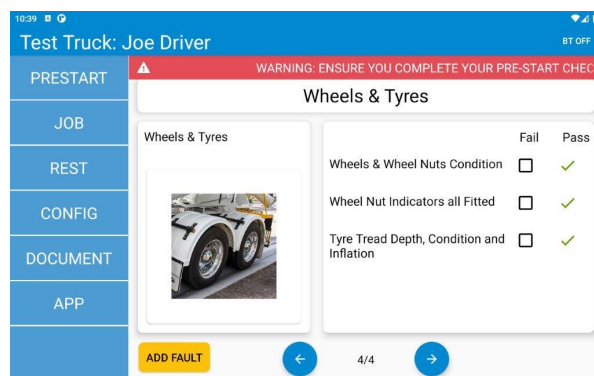 10:39
Test Truck: Joe Driver
BT OFF
WARNING: ENSURE YOU COMPLETE YOUR PRE-START CHEC
PRESTART
JOB
REST
CONFIG
DOCUMENT
APP
Wheels & Tyres
Wheels & Tyres
Fail Pass
Wheels & Wheel Nuts Condition
Wheel Nut Indicators all Fitted
Tyre Tread Depth, Condition and
Inflation
ADD FAULT
4/4